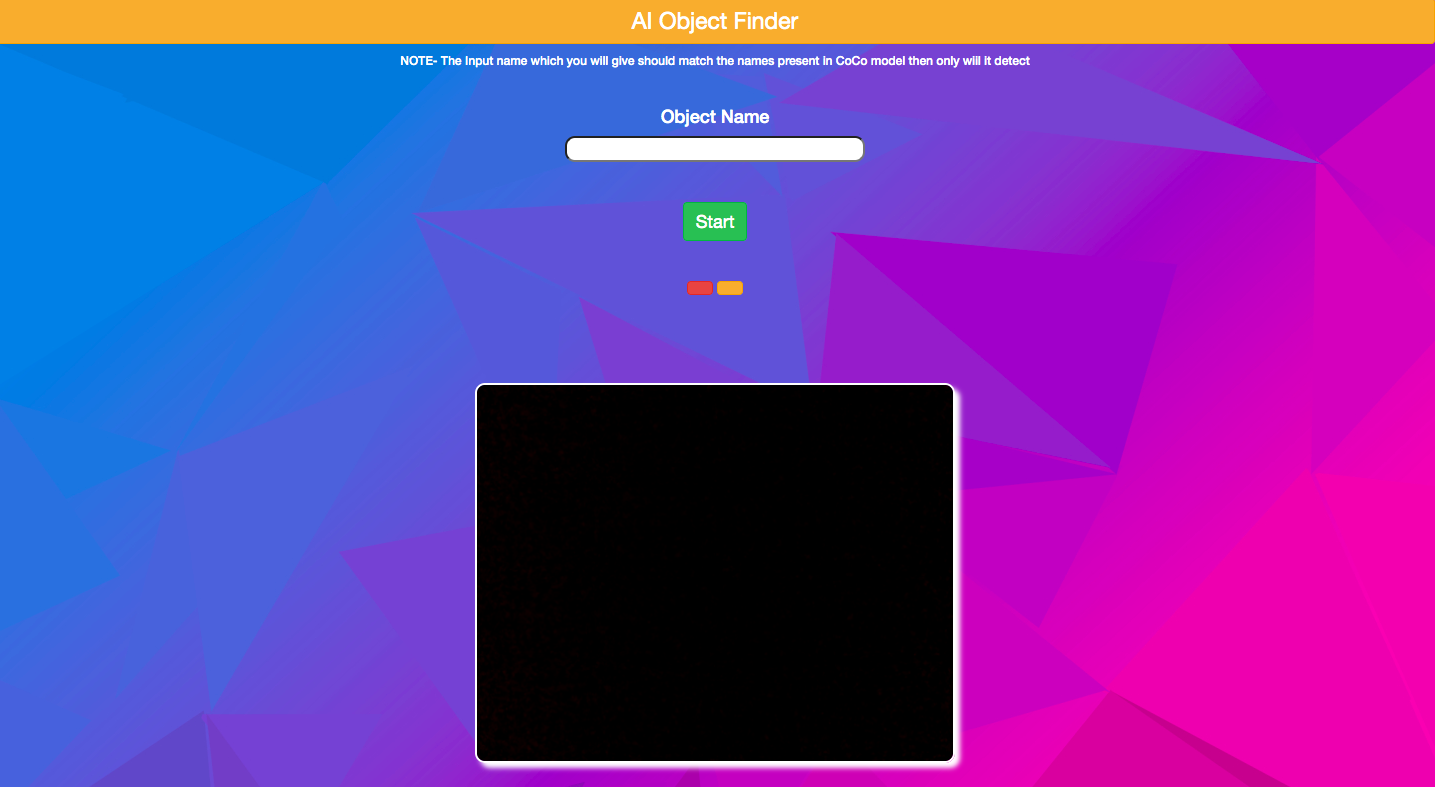 AI Object Finder
NOTE- The Input name which you will give should match the names present in CoCo model then only will it detect
Object Name
Start